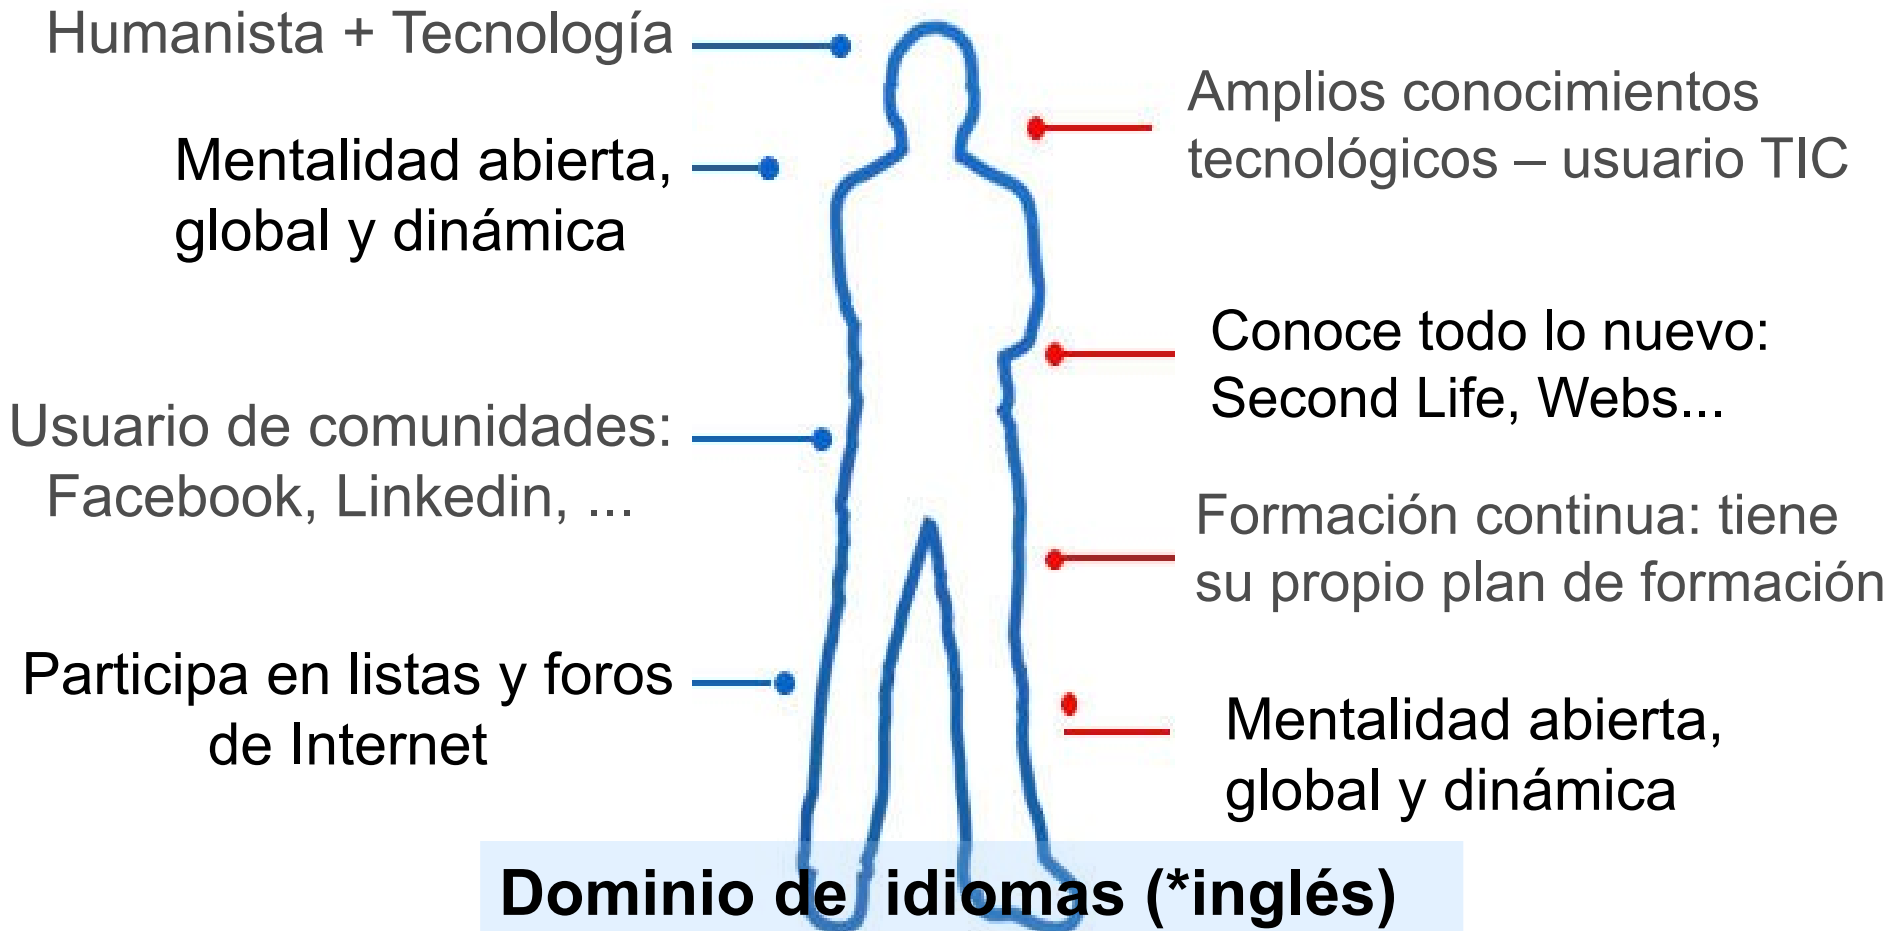 Humanista + Tecnología
Mentalidad abierta,
global y dinámica
Usuario de comunidades:
Facebook, Linkedin, ...
Participa en listas y foros
de Internet
Amplios conocimientos
tecnológicos – usuario TIC
Conoce todo lo nuevo:
Second Life, Webs...
Formación continua: tiene
su propio plan de formación
Mentalidad abierta,
global y dinámica
Dominio de idiomas (*inglés)